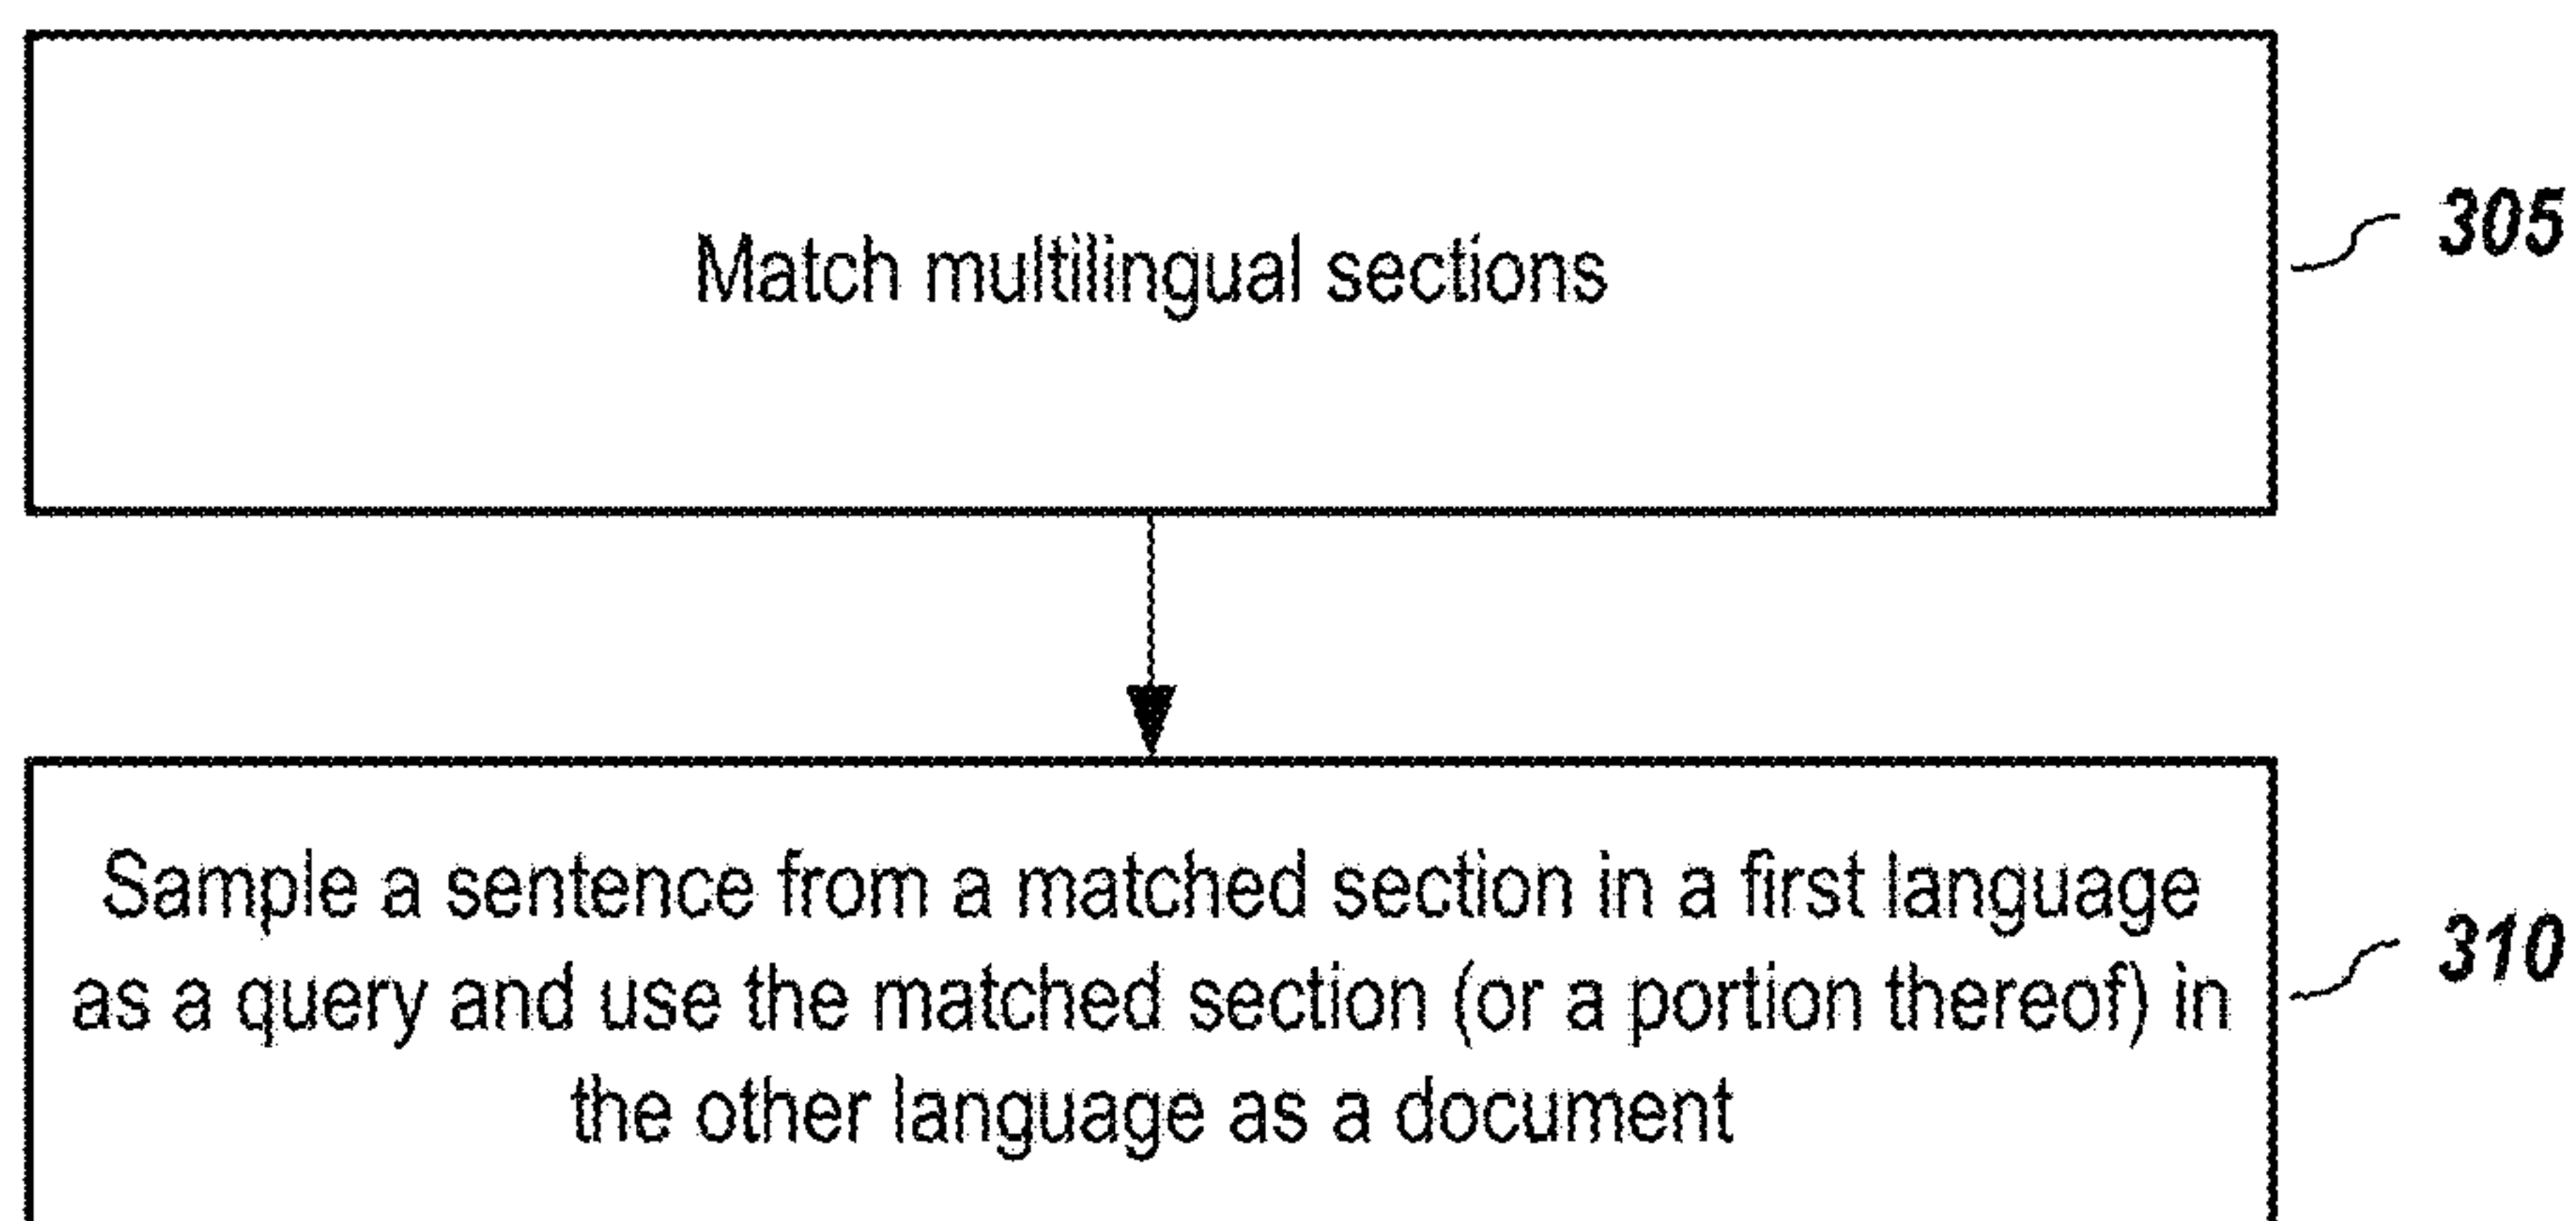 Match multilingual sections
305
Sample a sentence from a matched section in a first language
as a query and use the matched section (or a portion thereof) in
the other language as a document
310